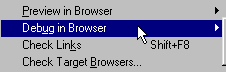 Preview in Browser
Debug in Browser
Check Links Shift+F8
Check Target Browsers...